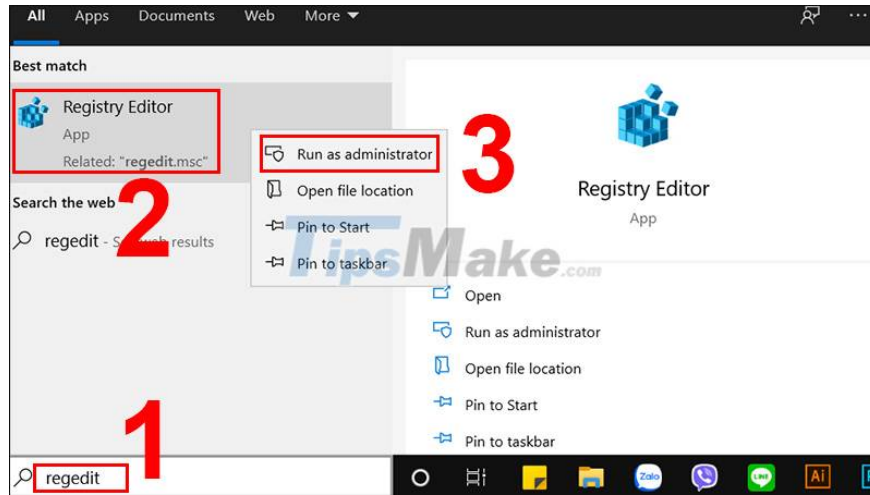 All Apps Documents Web More
Best match
Registry Editor
App
Related: "regedit.msc"
2
Search the web
regedit - web results
Run as administrator
Open file location
Pin to Start
Pin to taskbar
3
TipsMake.com
Registry Editor
App
Open
Run as administrator
Open file location
Pin to Start
Pin to taskbar
1
regedit
Zalo
LINE
Ai